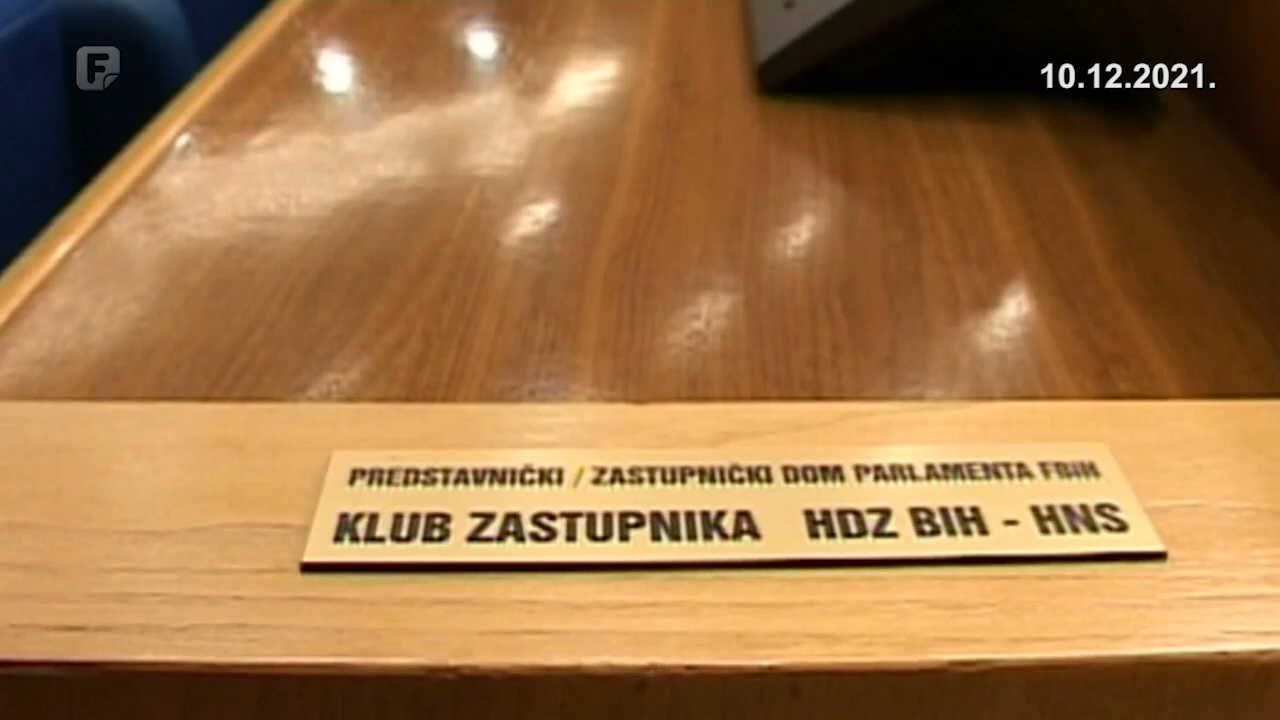 F
10.12.2021.
PREDSTAVNIČKI / ZASTUPNIČKI DOM PARLAMENTA FBIH
KLUB ZASTUPNIKA HDZ BIH - HNS